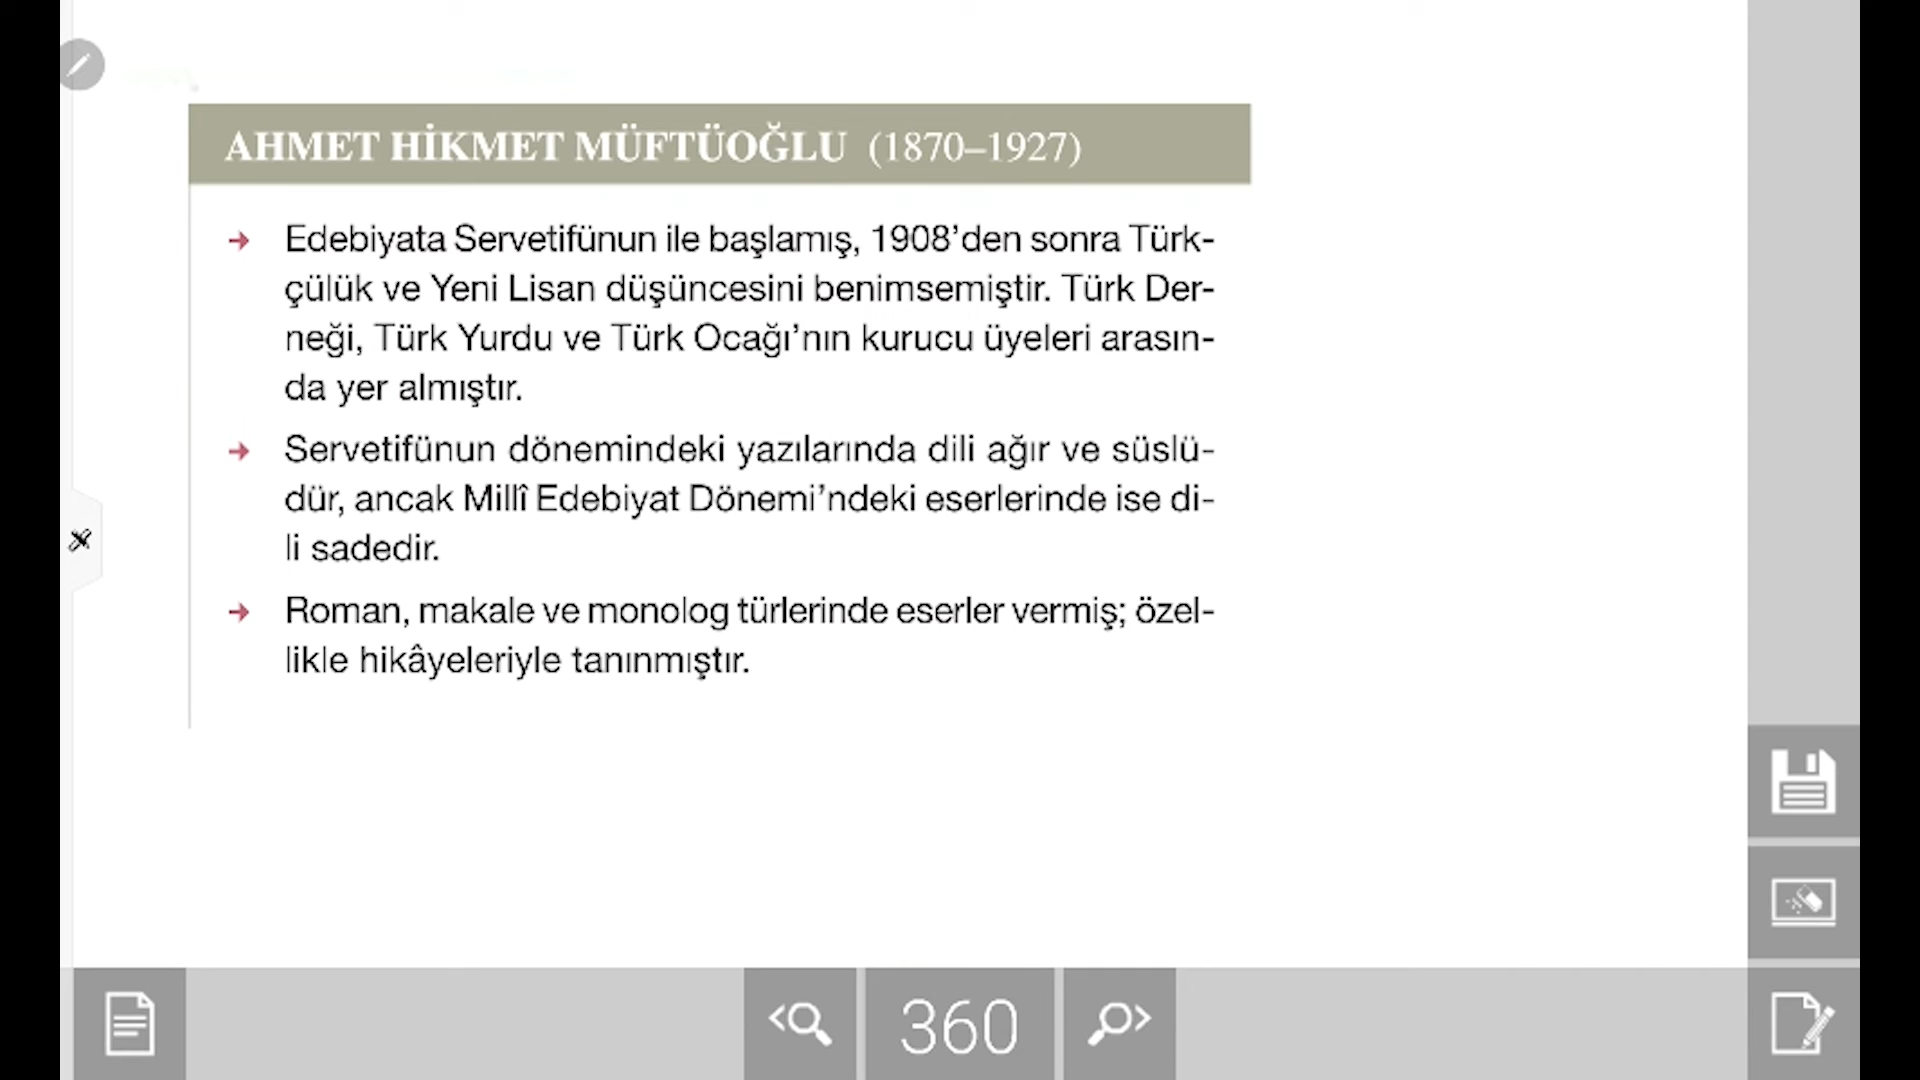 AHMET HİKMET MÜFTÜOĞLU (1870–1927)
→ Edebiyata Servetifünun ile başlamış, 1908’den sonra Türk-
çülük ve Yeni Lisan düşüncesini benimsemiştir. Türk Der-
neği, Türk Yurdu ve Türk Ocağı’nın kurucu üyeleri arasın-
da yer almıştır.
→ Servetifünun dönemindeki yazılarında dili ağır ve süslü-
dür, ancak Millî Edebiyat Dönemi’ndeki eserlerinde ise di-
li sadedir.
→ Roman, makale ve monolog türlerinde eserler vermiş; özel-
likle hikâyeleriyle tanınmıştır.
360